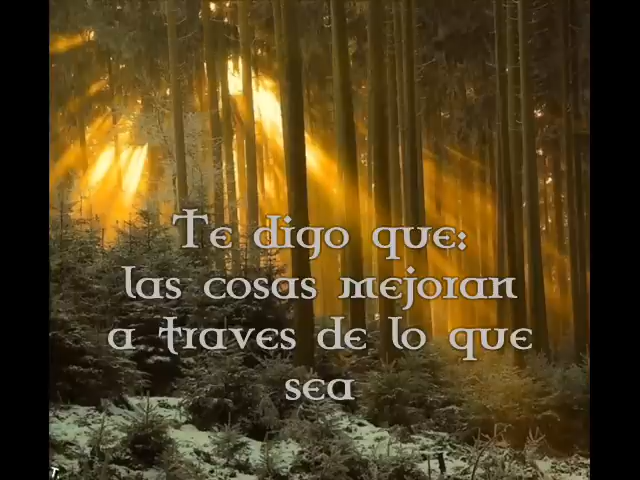 Te digo que:
las cosas mejoran
a traves de lo que
sea
T.